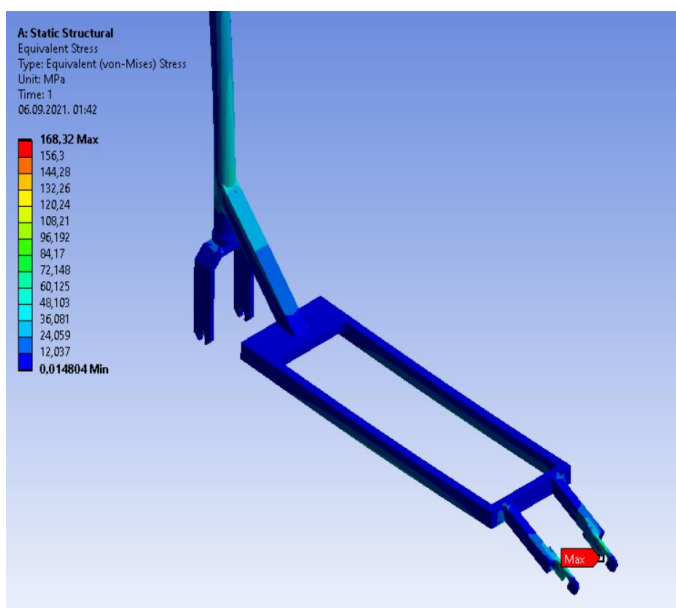 A: Static Structural
Equivalent Stress
Type: Equivalent (von-Mises) Stress
Unit: MPa
Time: 1
06.09.2021. 01:42
168,32 Max
156,3
144,28
132,26
120,24
108,21
96,192
84,17
72,148
60,125
48,103
36,081
24,059
12,037
0,014804 Min
Max